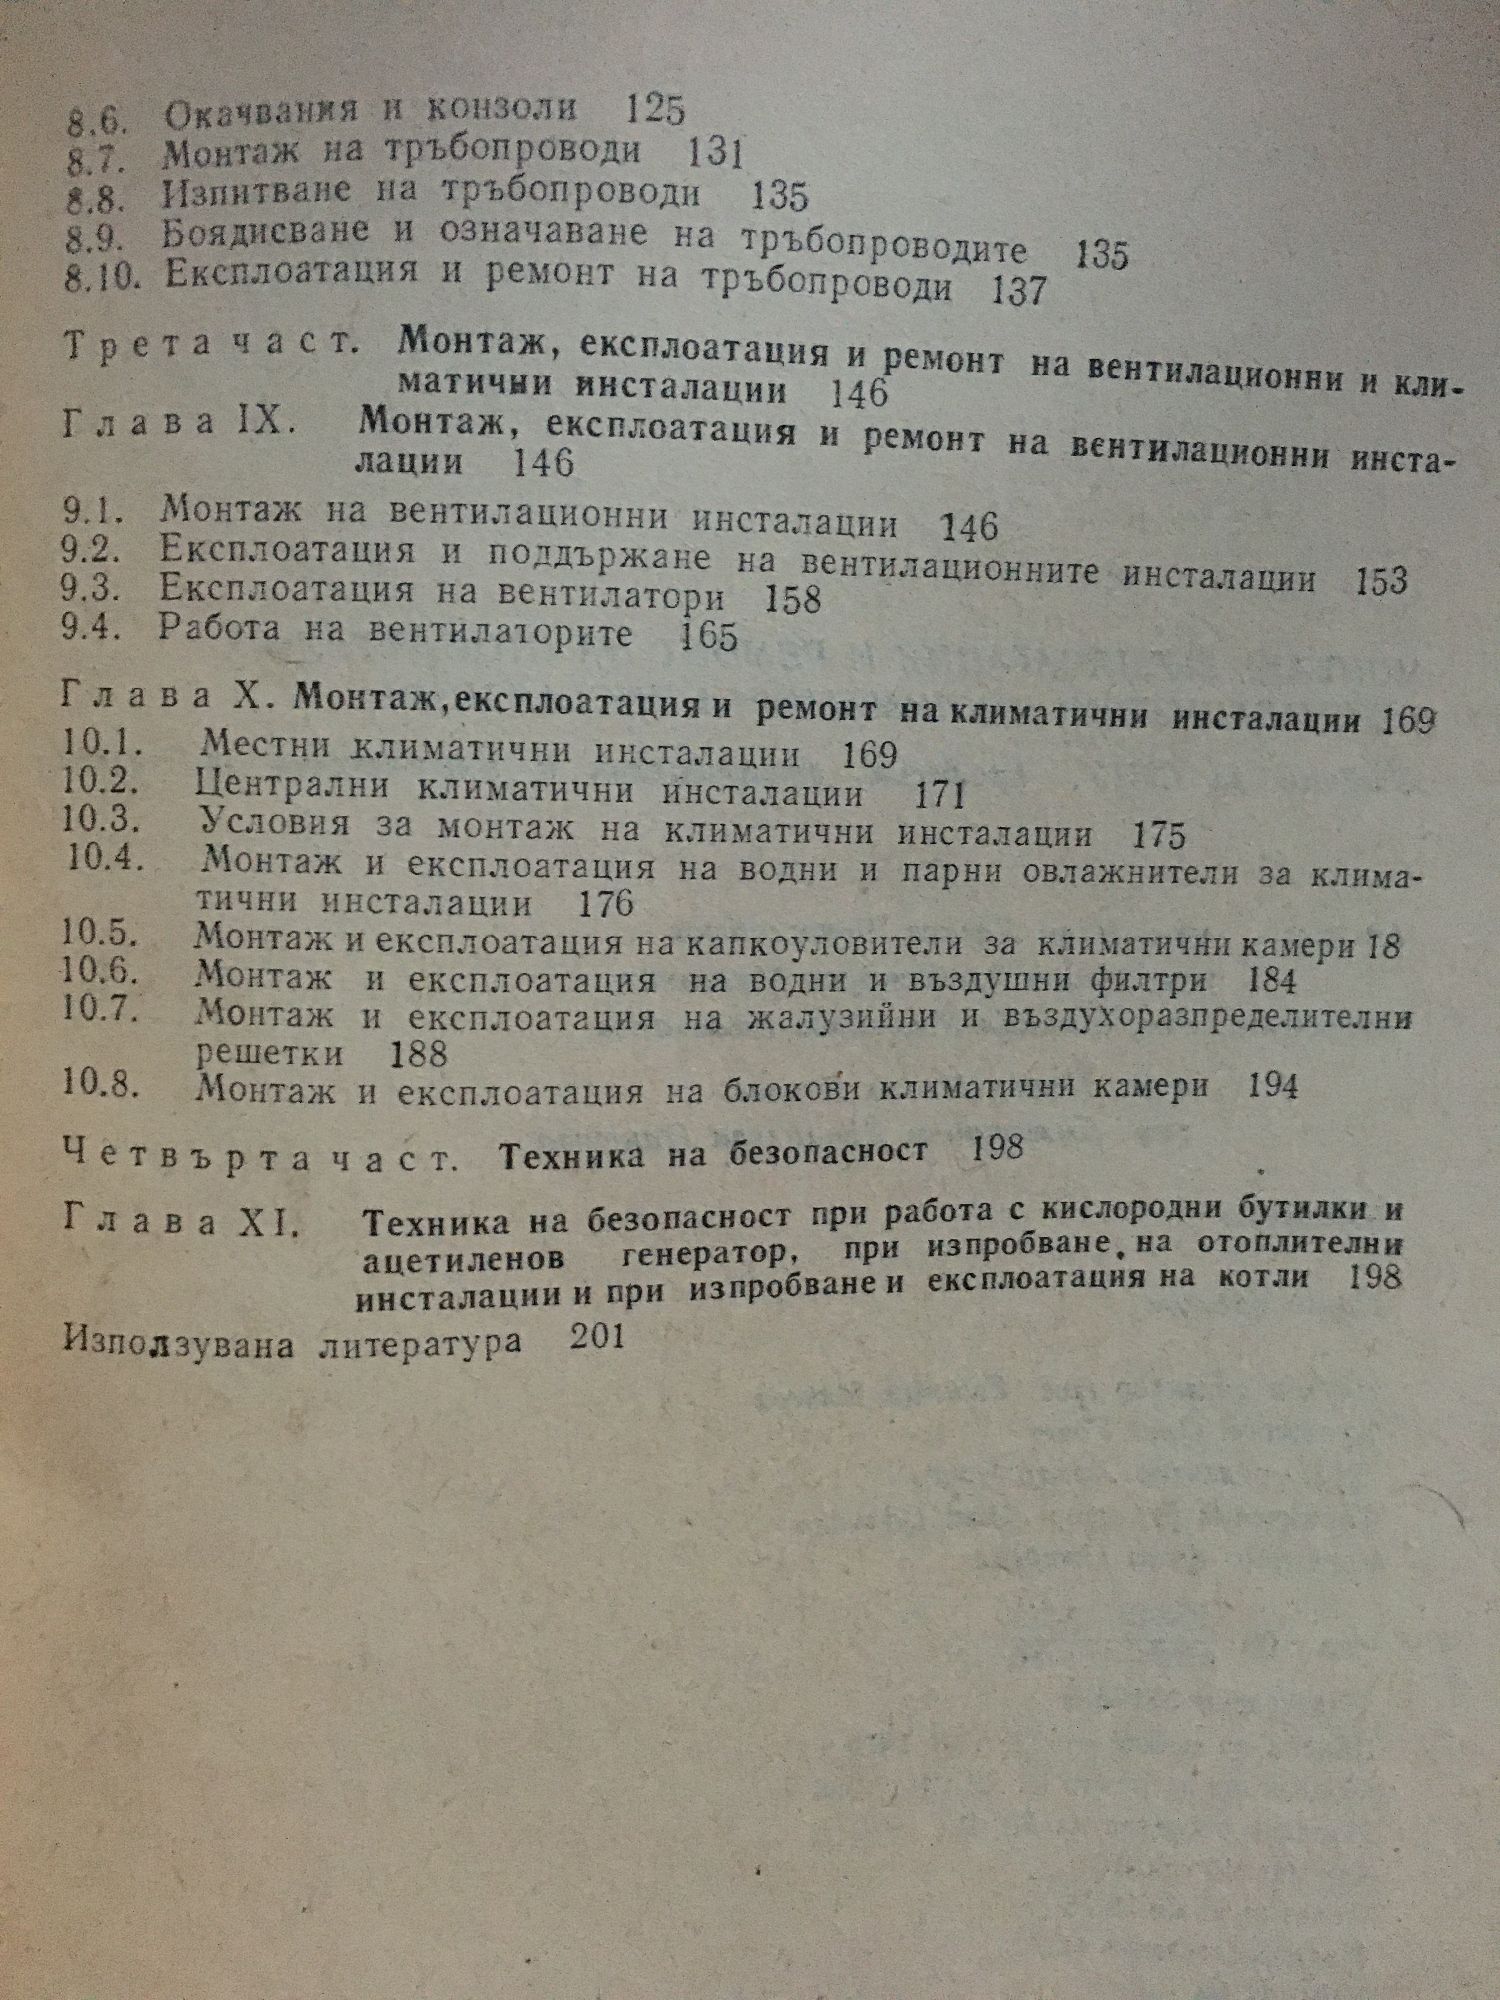 8.6. Окачвания и конзоли 125
8.7. Монтаж на тръбопроводи 131
8.8. Изпитване на тръбопроводи 135
8.9. Боядисване и означаване на тръбопроводите 135
8.10. Експлоатация и ремонт на тръбопроводи 137
Трета част. Монтаж, експлоатация и ремонт на вентилационни и кли-
матични инсталации 146
Глава IX. Монтаж, експлоатация и ремонт на вентилационни инста-
лации 146
9.1. Монтаж на вентилационни инсталации 146
9.2. Експлоатация и поддържане на вентилационните инсталации 153
9.3. Експлоатация на вентилатори 158
9.4. Работа на вентилаторите 165
Глава X. Монтаж, експлоатация и ремонт на климатични инсталации 169
10.1. Местни климатични инсталации 169
10.2. Централни климатични инсталации 171
10.3. Условия за монтаж на климатични инсталации 175
10.4. Монтаж и експлоатация на водни и парни овлажнители за клима-
тични инсталации 176
10.5. Монтаж и експлоатация на капкоуловители за климатични камери 18
10.6. Монтаж и експлоатация на водни и въздушни филтри 184
10.7. Монтаж и експлоатация на жалузийни и въздухоразпределителни
решетки 188
10.8. Монтаж и експлоатация на блокови климатични камери 194
Четвърта част. Техника на безопасност 198
Глава XI. Техника на безопасност при работа с кислородни бутилки и
ацетиленов генератор, при изпробване на отоплителни
инсталации и при изпробване и експлоатация на котли 198
Използувана литература 201